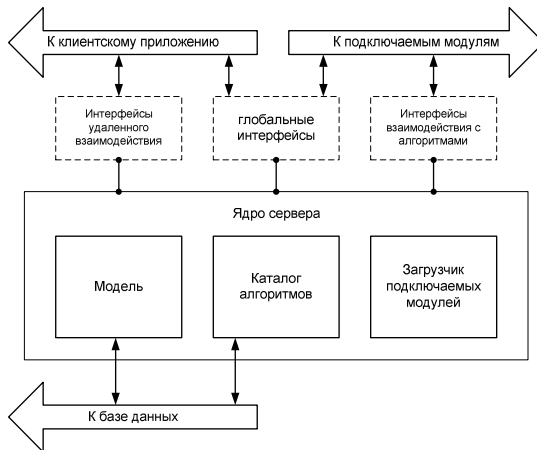 К клиентскому приложению
К подключаемым модулям
Интерфейсы
удаленного
взаимодействия
глобальные
интерфейсы
Интерфейсы
взаимодействия с
алгоритмами
Ядро сервера
Модель
Каталог
алгоритмов
Загрузчик
подключаемых
модулей
К базе данных